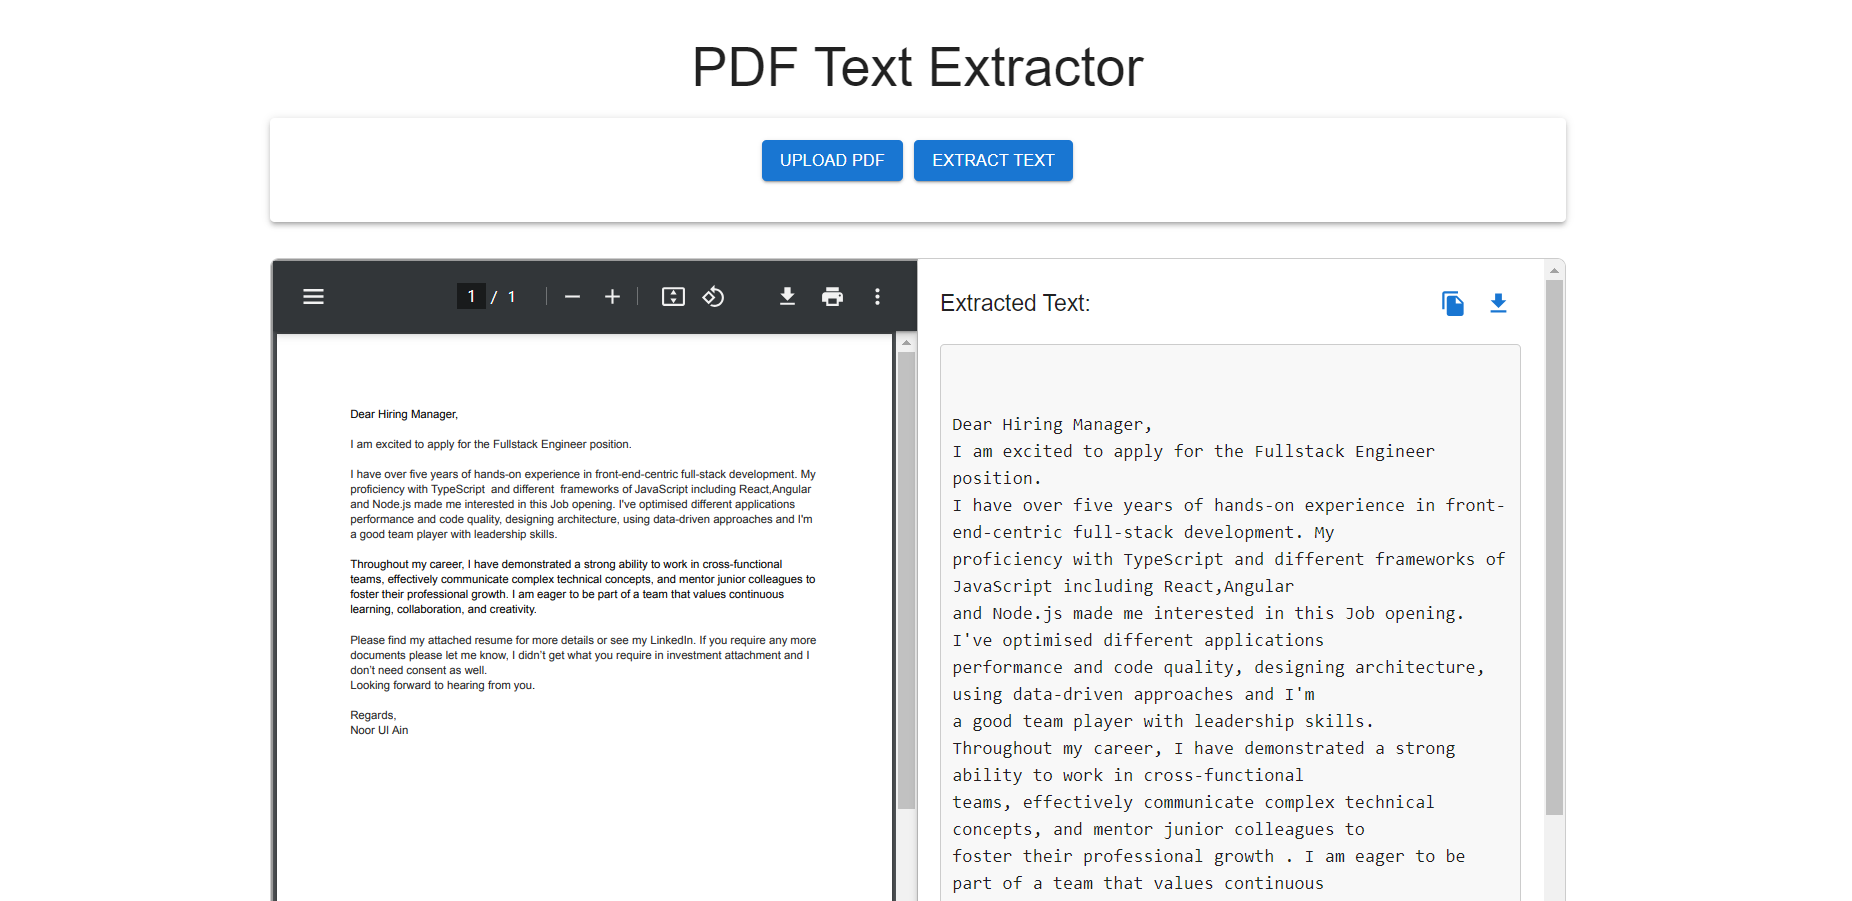 PDF Text Extractor
UPLOAD PDF
EXTRACT TEXT
1 / 1
Dear Hiring Manager,
I am excited to apply for the Fullstack Engineer position.
I have over five years of hands-on experience in front-end-centric full-stack development. My
proficiency with TypeScript  and different  frameworks of JavaScript including React,Angular
and Node.js made me interested in this Job opening. I've optimised different applications
performance and code quality, designing architecture, using data-driven approaches and I'm
a good team player with leadership skills.
Throughout my career, I have demonstrated a strong ability to work in cross-functional
teams, effectively communicate complex technical concepts, and mentor junior colleagues to
foster their professional growth. I am eager to be part of a team that values continuous
learning, collaboration, and creativity.
Please find my attached resume for more details or see my LinkedIn. If you require any more
documents please let me know, I didn't get what you require in investment attachment and I
don't need consent as well.
Looking forward to hearing from you.
Regards,
Noor Ul Ain
Extracted Text:
Dear Hiring Manager,
I am excited to apply for the Fullstack Engineer
position.
I have over five years of hands-on experience in front-
end-centric full-stack development. My
proficiency with TypeScript and different frameworks of
JavaScript including React,Angular
and Node.js made me interested in this Job opening.
I've optimised different applications
performance and code quality, designing architecture,
using data-driven approaches and I'm
a good team player with leadership skills.
Throughout my career, I have demonstrated a strong
ability to work in cross-functional
teams, effectively communicate complex technical
concepts, and mentor junior colleagues to
foster their professional growth . I am eager to be
part of a team that values continuous